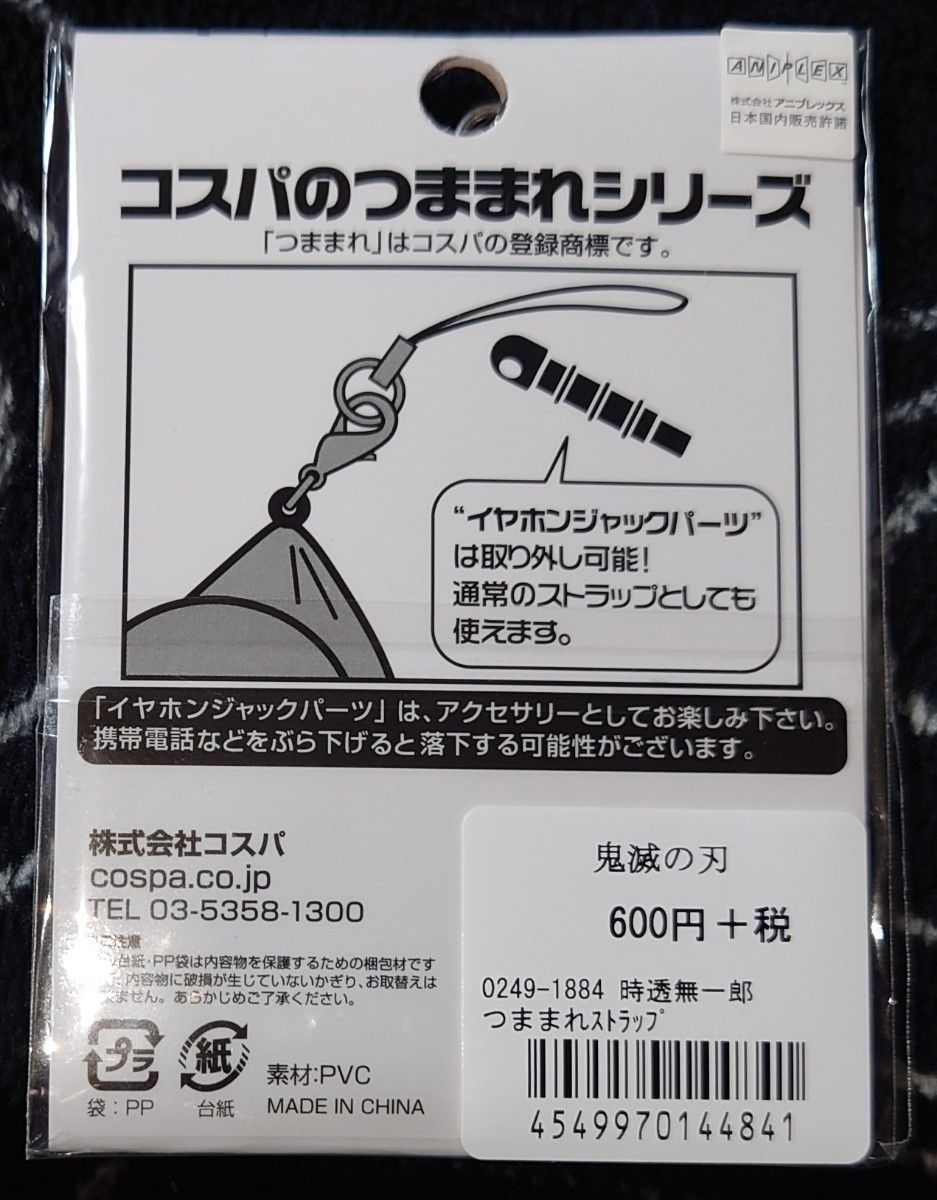 ANIPLEX
株式会社アニプレックス
日本国内販売許諾
コスパのつままれシリーズ
「つままれ」はコスパの登録商標です。
“イヤホンジャックパーツ”
は取り外し可能!
通常のストラップとしても
使えます。
「イヤホンジャックパーツ」は、アクセサリーとしてお楽しみ下さい。
携帯電話などをぶら下げると落下する可能性がございます。
株式会社コスパ
cospa.co.jp
TEL 03-5358-1300
ご注意
台紙・PP袋は内容物を保護するための梱包材です
内容物に破損が生じていないかぎり、お取替えは
ません。あらかじめご了承ください。
プラ
紙
袋:PP
台紙
素材:PVC
MADE IN CHINA
鬼滅の刃
600円+税
0249-1884 時透無一郎
つままれｽﾄﾗｯﾌﾟ
4549970144841